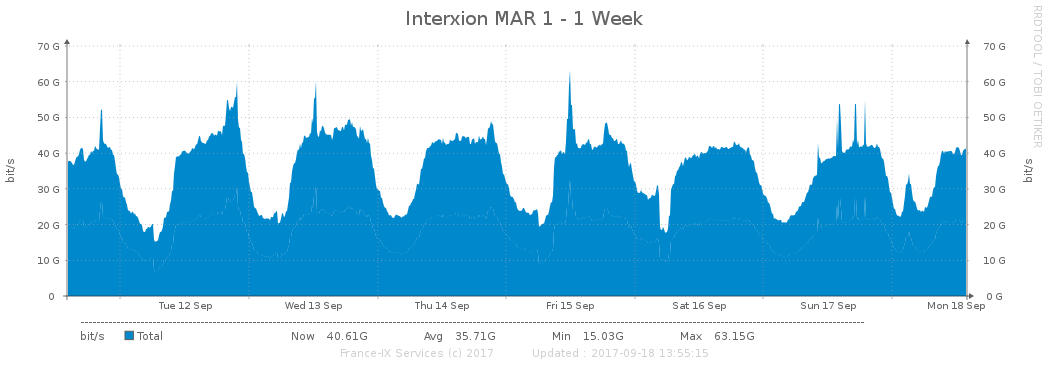 Interxion MAR 1 - 1 Week
RRDTOOL / TOBI OETIKER
70 G 70 G
60 G 60 G
50 G 50 G
40 G 40 G
30 G 30 G
20 G 20 G
10 G 10 G
0 0 G
bit/s bit/s
Tue 12 Sep Wed 13 Sep Thu 14 Sep Fri 15 Sep Sat 16 Sep Sun 17 Sep Mon 18 Sep
bit/s Total Now 40.61G Avg 35.71G Min 15.03G Max 63.15G
France-IX Services (c) 2017 Updated : 2017-09-18 13:55:15